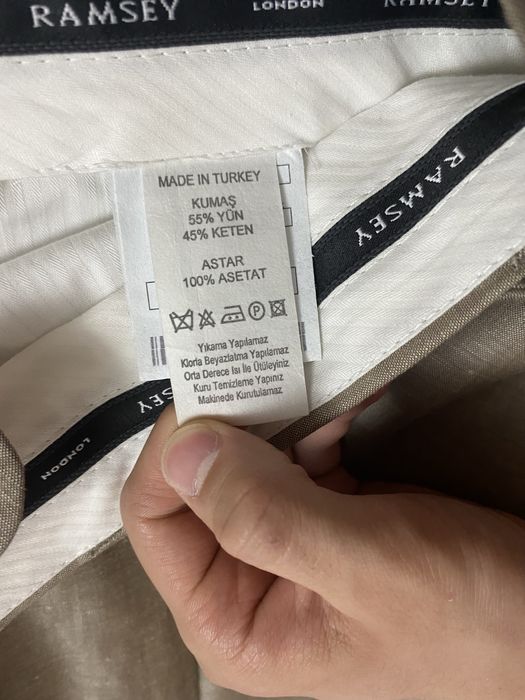 RAMSEY
LONDON
RAMSEY
RAMSEY
MADE IN TURKEY
KUMAŞ
55% YÜN
45% KETEN
ASTAR
100% ASETAT
P
Yıkama Yapılamaz
Klorla Beyazlatma Yapılamaz
Orta Derece Isı İle Ütüleyiniz
Kuru Temizleme Yapınız
Makinede Kurutulamaz
SEY
LONDON